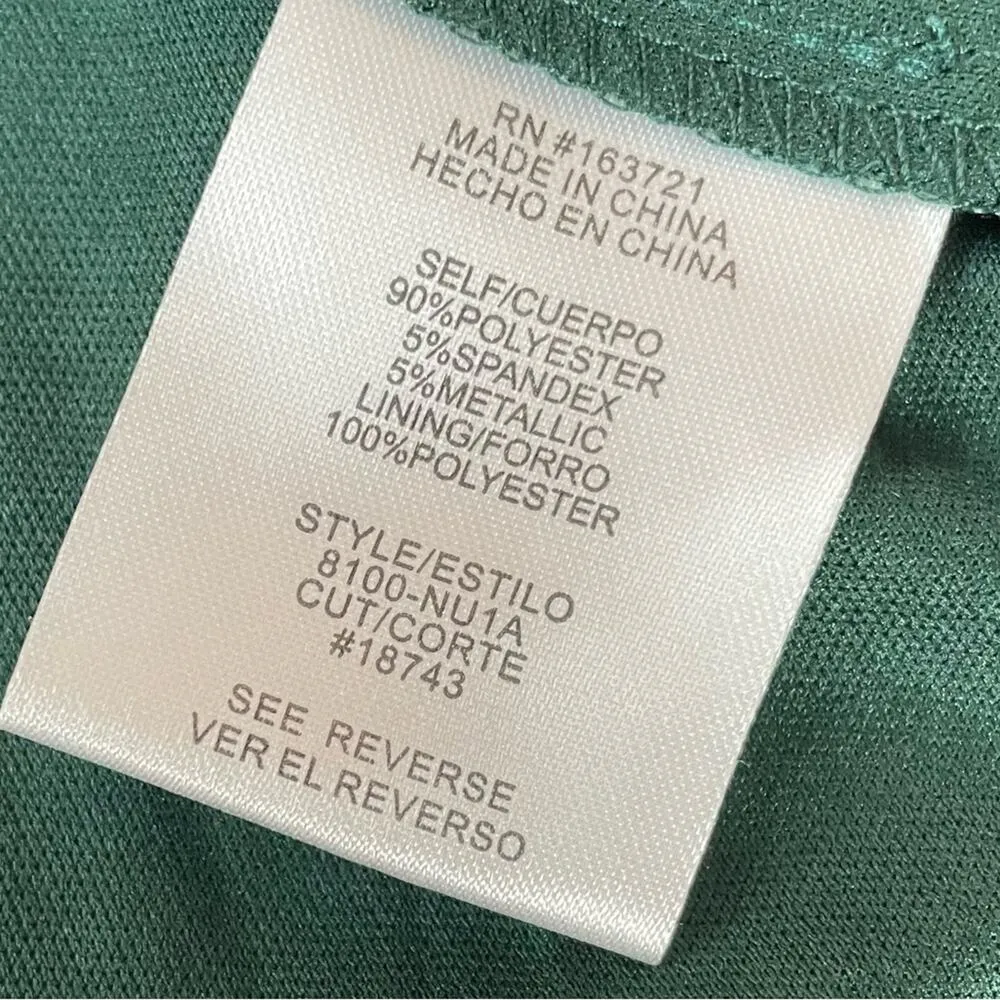 RN #163721
MADE IN CHINA
HECHO EN CHINA
SELF/CUERPO
90%POLYESTER
5%SPANDEX
5%METALLIC
LINING/FORRO
100%POLYESTER
STYLE/ESTILO
8100-NU1A
CUT/CORTE
#18743
SEE REVERSE
VER EL REVERSO